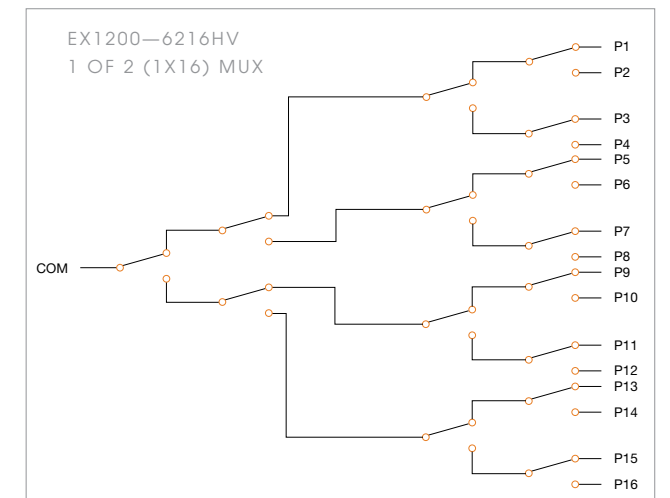 EX1200—6216HV
1 OF 2 (1X16) MUX
COM
P1
P2
P3
P4
P5
P6
P7
P8
P9
P10
P11
P12
P13
P14
P15
P16